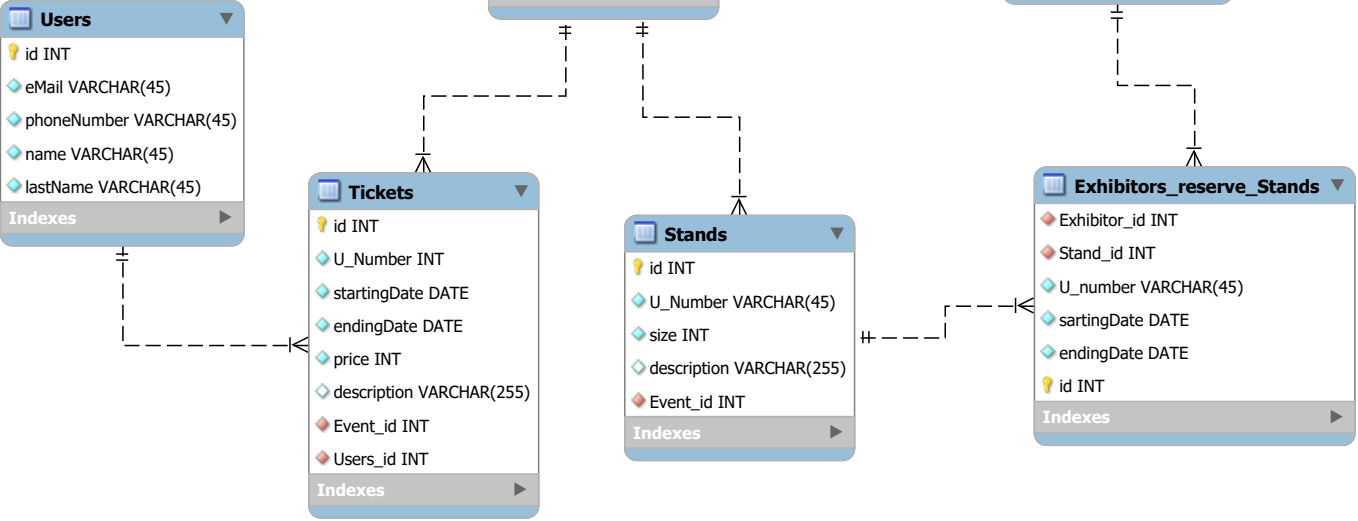 Users
id INT
eMail VARCHAR(45)
phoneNumber VARCHAR(45)
name VARCHAR(45)
lastName VARCHAR(45)
Indexes
Tickets
id INT
U_Number INT
startingDate DATE
endingDate DATE
price INT
description VARCHAR(255)
Event_id INT
Users_id INT
Indexes
Stands
id INT
U_Number VARCHAR(45)
size INT
description VARCHAR(255)
Event_id INT
Indexes
Exhibitors_reserve_Stands
Exhibitor_id INT
Stand_id INT
U_number VARCHAR(45)
sartingDate DATE
endingDate DATE
id INT
Indexes